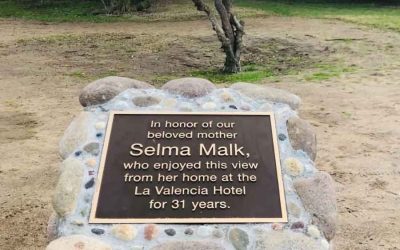 In honor of our
beloved mother
Selma Malk,
who enjoyed this view
from her home at the
La Valencia Hotel
for 31 years.